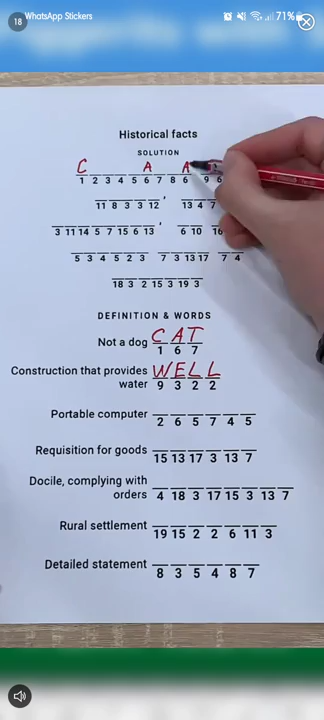 18 WhatsApp Stickers 71%
Historical facts
SOLUTION
C A A
1 2 3 4 5 6 7 8 6 9 6
11 8 3 3 12 , 13 4 7
3 11 14 5 7 15 6 13 , 6 10 16
5 3 4 5 2 3 7 3 13 17 7 4
18 3 2 15 3 19 3
DEFINITION & WORDS
Not a dog C A T
1 6 7
Construction that provides W E L L
water 9 3 2 2
Portable computer
2 6 5 7 4 5
Requisition for goods
15 13 17 3 13 7
Docile, complying with
orders 4 18 3 17 15 3 13 7
Rural settlement
19 15 2 2 6 11 3
Detailed statement
8 3 5 4 8 7